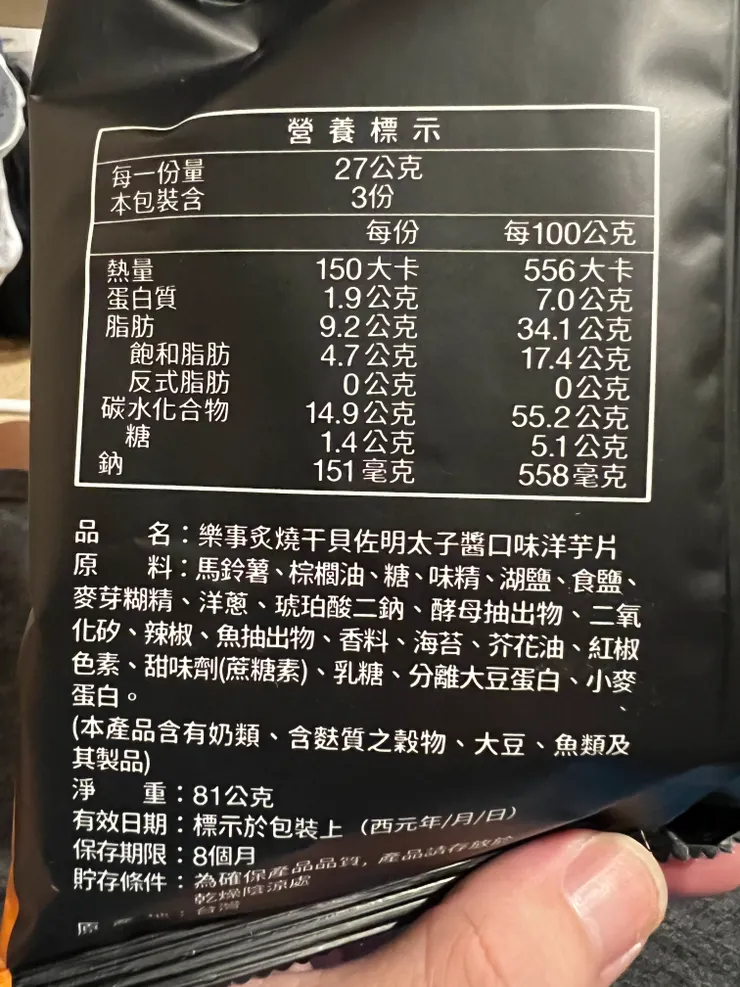 營養標示
每一份量 27公克
本包裝含 3份
每份 每100公克
熱量 150大卡 556大卡
蛋白質 1.9公克 7.0公克
脂肪 9.2公克 34.1公克
飽和脂肪 4.7公克 17.4公克
反式脂肪 0公克 0公克
碳水化合物 14.9公克 55.2公克
糖 1.4公克 5.1公克
鈉 151毫克 558毫克
品 名：樂事炙燒干貝佐明太子醬口味洋芋片
原 料：馬鈴薯、棕櫚油、糖、味精、湖鹽、食鹽、
麥芽糊精、洋蔥、琥珀酸二鈉、酵母抽出物、二氧
化矽、辣椒、魚抽出物、香料、海苔、芥花油、紅椒
色素、甜味劑(蔗糖素)、乳糖、分離大豆蛋白、小麥
蛋白。
(本產品含有奶類、含麩質之穀物、大豆、魚類及
其製品)
淨 重：81公克
有效日期：標示於包裝上（西元年/月/日）
保存期限：8個月
貯存條件：為確保產品品質，產品請存放於
乾燥陰涼處
原 產 地：台灣